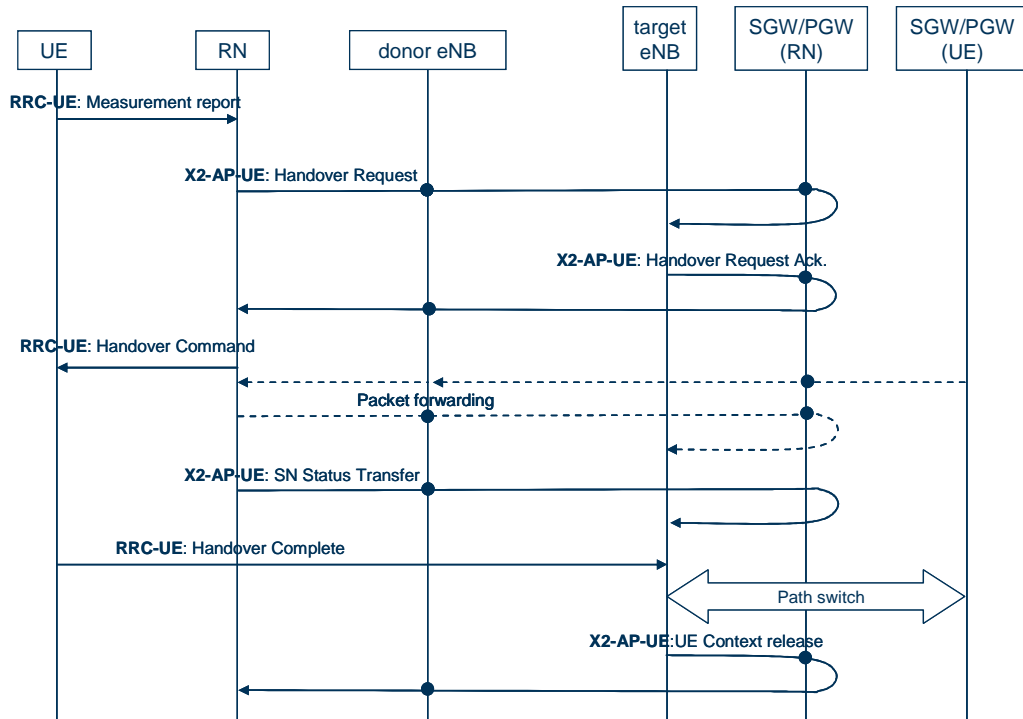 UE
RN
donor eNB
target
eNB
SGW/PGW
(RN)
SGW/PGW
(UE)
RRC-UE: Measurement report
X2-AP-UE: Handover Request
X2-AP-UE: Handover Request Ack.
RRC-UE: Handover Command
Packet forwarding
X2-AP-UE: SN Status Transfer
RRC-UE: Handover Complete
Path switch
X2-AP-UE:UE Context release